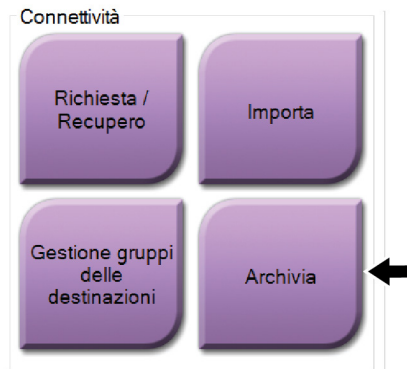 Connettività
Richiesta /
Recupero
Importa
Gestione gruppi
delle
destinazioni
Archivia